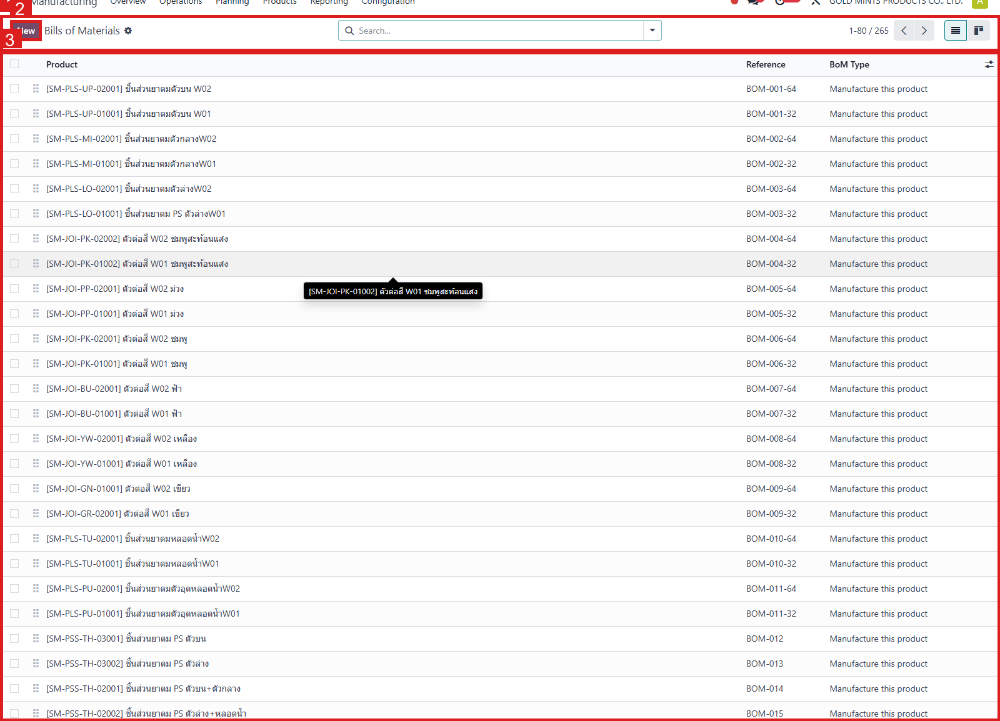 Manufacturing Overview Operations Planning Products Reporting Configuration GOLD MINTS PRODUCTS CO., LTD. A
2
New Bills of Materials Search... 1-80 / 265
3
Product Reference BoM Type
[SM-PLS-UP-02001] ชิ้นส่วนยาดมตัวบน W02 BOM-001-64 Manufacture this product
[SM-PLS-UP-01001] ชิ้นส่วนยาดมตัวบน W01 BOM-001-32 Manufacture this product
[SM-PLS-MI-02001] ชิ้นส่วนยาดมตัวกลางW02 BOM-002-64 Manufacture this product
[SM-PLS-MI-01001] ชิ้นส่วนยาดมตัวกลางW01 BOM-002-32 Manufacture this product
[SM-PLS-LO-02001] ชิ้นส่วนยาดมตัวล่างW02 BOM-003-64 Manufacture this product
[SM-PLS-LO-01001] ชิ้นส่วนยาดม PS ตัวล่างW01 BOM-003-32 Manufacture this product
[SM-JOI-PK-02002] ตัวต่อสี W02 ชมพูสะท้อนแสง BOM-004-64 Manufacture this product
[SM-JOI-PK-01002] ตัวต่อสี W01 ชมพูสะท้อนแสง BOM-004-32 Manufacture this product
[SM-JOI-PP-02001] ตัวต่อสี W02 ม่วง BOM-005-64 Manufacture this product
[SM-JOI-PK-01002] ตัวต่อสี W01 ชมพูสะท้อนแสง
[SM-JOI-PP-01001] ตัวต่อสี W01 ม่วง BOM-005-32 Manufacture this product
[SM-JOI-PK-02001] ตัวต่อสี W02 ชมพู BOM-006-64 Manufacture this product
[SM-JOI-PK-01001] ตัวต่อสี W01 ชมพู BOM-006-32 Manufacture this product
[SM-JOI-BU-02001] ตัวต่อสี W02 ฟ้า BOM-007-64 Manufacture this product
[SM-JOI-BU-01001] ตัวต่อสี W01 ฟ้า BOM-007-32 Manufacture this product
[SM-JOI-YW-02001] ตัวต่อสี W02 เหลือง BOM-008-64 Manufacture this product
[SM-JOI-YW-01001] ตัวต่อสี W01 เหลือง BOM-008-32 Manufacture this product
[SM-JOI-GN-01001] ตัวต่อสี W02 เขียว BOM-009-64 Manufacture this product
[SM-JOI-GR-02001] ตัวต่อสี W01 เขียว BOM-009-32 Manufacture this product
[SM-PLS-TU-02001] ชิ้นส่วนยาดมหลอดน้ำW02 BOM-010-64 Manufacture this product
[SM-PLS-TU-01001] ชิ้นส่วนยาดมหลอดน้ำW01 BOM-010-32 Manufacture this product
[SM-PLS-PU-02001] ชิ้นส่วนยาดมตัวอุดหลอดน้ำW02 BOM-011-64 Manufacture this product
[SM-PLS-PU-01001] ชิ้นส่วนยาดมตัวอุดหลอดน้ำW01 BOM-011-32 Manufacture this product
[SM-PSS-TH-03001] ชิ้นส่วนยาดม PS ตัวบน BOM-012 Manufacture this product
[SM-PSS-TH-03002] ชิ้นส่วนยาดม PS ตัวล่าง BOM-013 Manufacture this product
[SM-PSS-TH-02001] ชิ้นส่วนยาดม PS ตัวบน+ตัวกลาง BOM-014 Manufacture this product
[SM-PSS-TH-02002] ชิ้นส่วนยาดม PS ตัวล่าง+หลอดน้ำ BOM-015 Manufacture this product